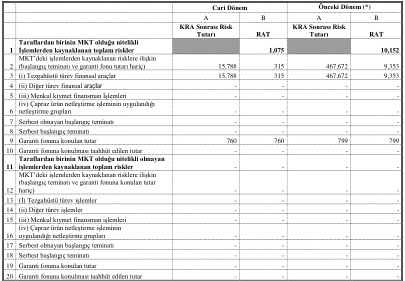 Cari Dönem Önceki Dönem (*)
A B A B
KRA Sonrası Risk KRA Sonrası Risk
Tutarı RAT Tutarı RAT
Taraflardan birinin MKT olduğu nitelikli
1 İşlemlerden kaynaklanan toplam riskler 1,075 10,152
MKT'deki işlemlerden kaynaklanan risklere ilişkin
2 (başlangıç teminatı ve garanti fonu tutarı hariç) 15,788 315 467,672 9,353
3 (i) Tezgahüstü türev finansal araçlar 15,788 315 467,672 9,353
4 (ii) Diğer türev finansal araçlar - - - -
5 (iii) Menkul kıymet finansman İşlemleri - - - -
(iv) Çapraz ürün netleştirme işleminin uygulandığı
6 netleştirme grupları - - - -
7 Serbest olmayan başlangıç teminatı - - - -
8 Serbest başlangıç teminatı - - - -
9 Garanti fonuna konulan tutar 760 760 799 799
10 Garanti fonuna konulması taahhüt edilen tutar - - - -
Taraflardan birinin MKT olduğu nitelikli olmayan
11 işlemlerden kaynaklanan toplam riskler - -
MKT'deki işlemlerden kaynaklanan risklere ilişkin
(başlangıç teminatı ve garanti fonuna konulan tutar
12 hariç) - - - -
13 (I) Tezgahüstü türev işlemler - - - -
14 (ii) Diğer türev işlemler - - - -
15 (iii) Menkul kıymet finansman işlemleri - - - -
(iv) Çapraz ürün netleştirme işleminin
16 uygulandığı netleştirme grupları - - - -
17 Serbest olmayan başlangıç teminatı - - - -
18 Serbest başlangıç teminatı - - - -
19 Garanti fonuna konulan tutar - - - -
20 Garanti fonuna konulması taahhüt edilen tutar - - - -